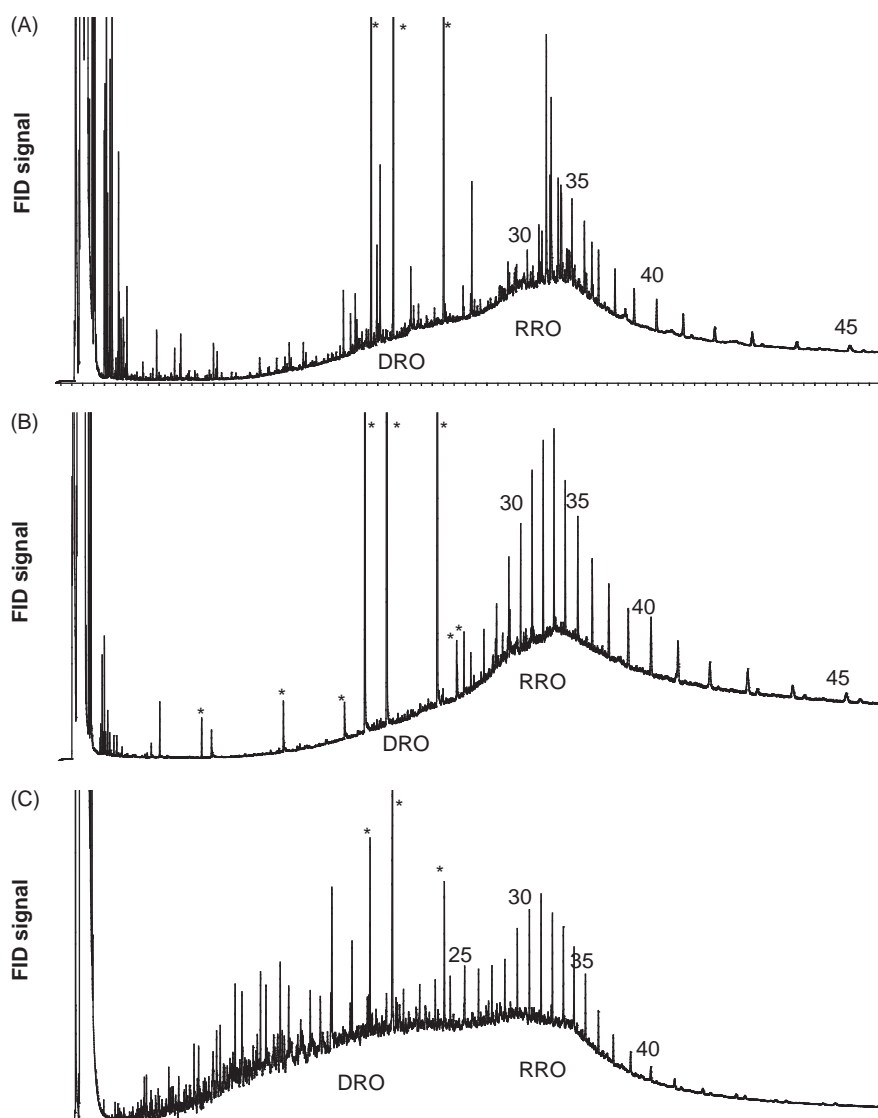 (A)
FID signal
* * *
30
35
40
45
DRO
RRO
(B)
FID signal
* * *
* * * * *
30
35
40
45
DRO
RRO
(C)
FID signal
* * *
25
30
35
40
DRO
RRO